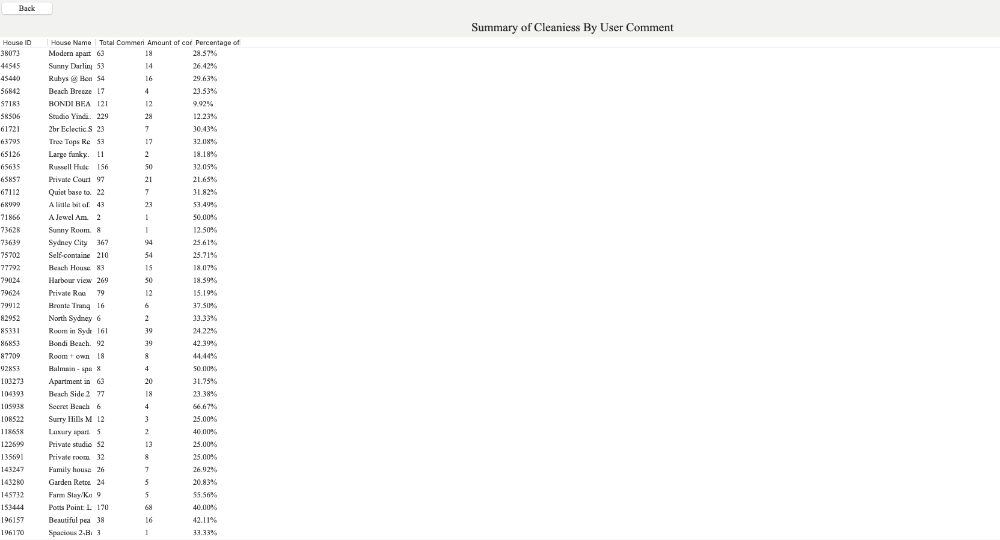 Back
Summary of Cleaniess By User Comment
House ID House Name Total Commen Amount of cor Percentage of
38073 Modern apart 63 18 28.57%
44545 Sunny Darling 53 14 26.42%
45440 Rubys @ Bon 54 16 29.63%
56842 Beach Breeze 17 4 23.53%
57183 BONDI BEA 121 12 9.92%
58506 Studio Yindi.. 229 28 12.23%
61721 2br Eclectic.S 23 7 30.43%
63795 Tree Tops Re 53 17 32.08%
65126 Large funky.. 11 2 18.18%
65635 Russell Hutc 156 50 32.05%
65857 Private Court 97 21 21.65%
67112 Quiet base to. 22 7 31.82%
68999 A little bit of. 43 23 53.49%
71866 A Jewel Am. 2 1 50.00%
73628 Sunny Room. 8 1 12.50%
73639 Sydney City 367 94 25.61%
75702 Self-containe 210 54 25.71%
77792 Beach House. 83 15 18.07%
79024 Harbour view 269 50 18.59%
79624 Private Roo 79 12 15.19%
79912 Bronte Tranq 16 6 37.50%
82952 North Sydney 6 2 33.33%
85331 Room in Sydr 161 39 24.22%
86853 Bondi Beach. 92 39 42.39%
87709 Room + own 18 8 44.44%
92853 Balmain - spa 8 4 50.00%
103273 Apartment in 63 20 31.75%
104393 Beach Side.2 77 18 23.38%
105938 Secret Beach 6 4 66.67%
108522 Surry Hills M 12 3 25.00%
118658 Luxury apart. 5 2 40.00%
122699 Private studio 52 13 25.00%
135691 Private room. 32 8 25.00%
143247 Family house. 26 7 26.92%
143280 Garden Retre 24 5 20.83%
145732 Farm Stay/Ko 9 5 55.56%
153444 Potts Point: L 170 68 40.00%
196157 Beautiful pea 38 16 42.11%
196170 Spacious 2-B 3 1 33.33%